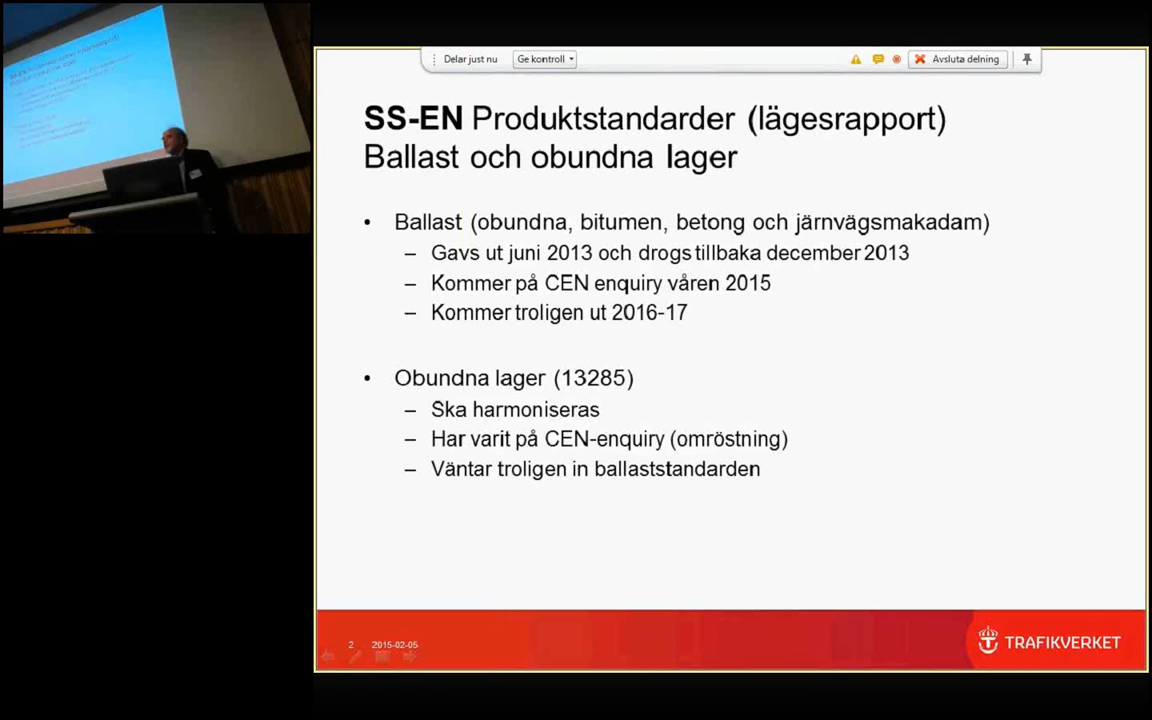 Delar just nu
Ge kontroll
Avsluta delning
SS-EN Produktstandarder (lägesrapport)
Ballast och obundna lager
• Ballast (obundna, bitumen, betong och järnvägsmakadam)
– Gavs ut juni 2013 och drogs tillbaka december 2013
– Kommer på CEN enquiry våren 2015
– Kommer troligen ut 2016-17
• Obundna lager (13285)
– Ska harmoniseras
– Har varit på CEN-enquiry (omröstning)
– Väntar troligen in ballaststandarden
2 2015-02-05
TRAFIKVERKET